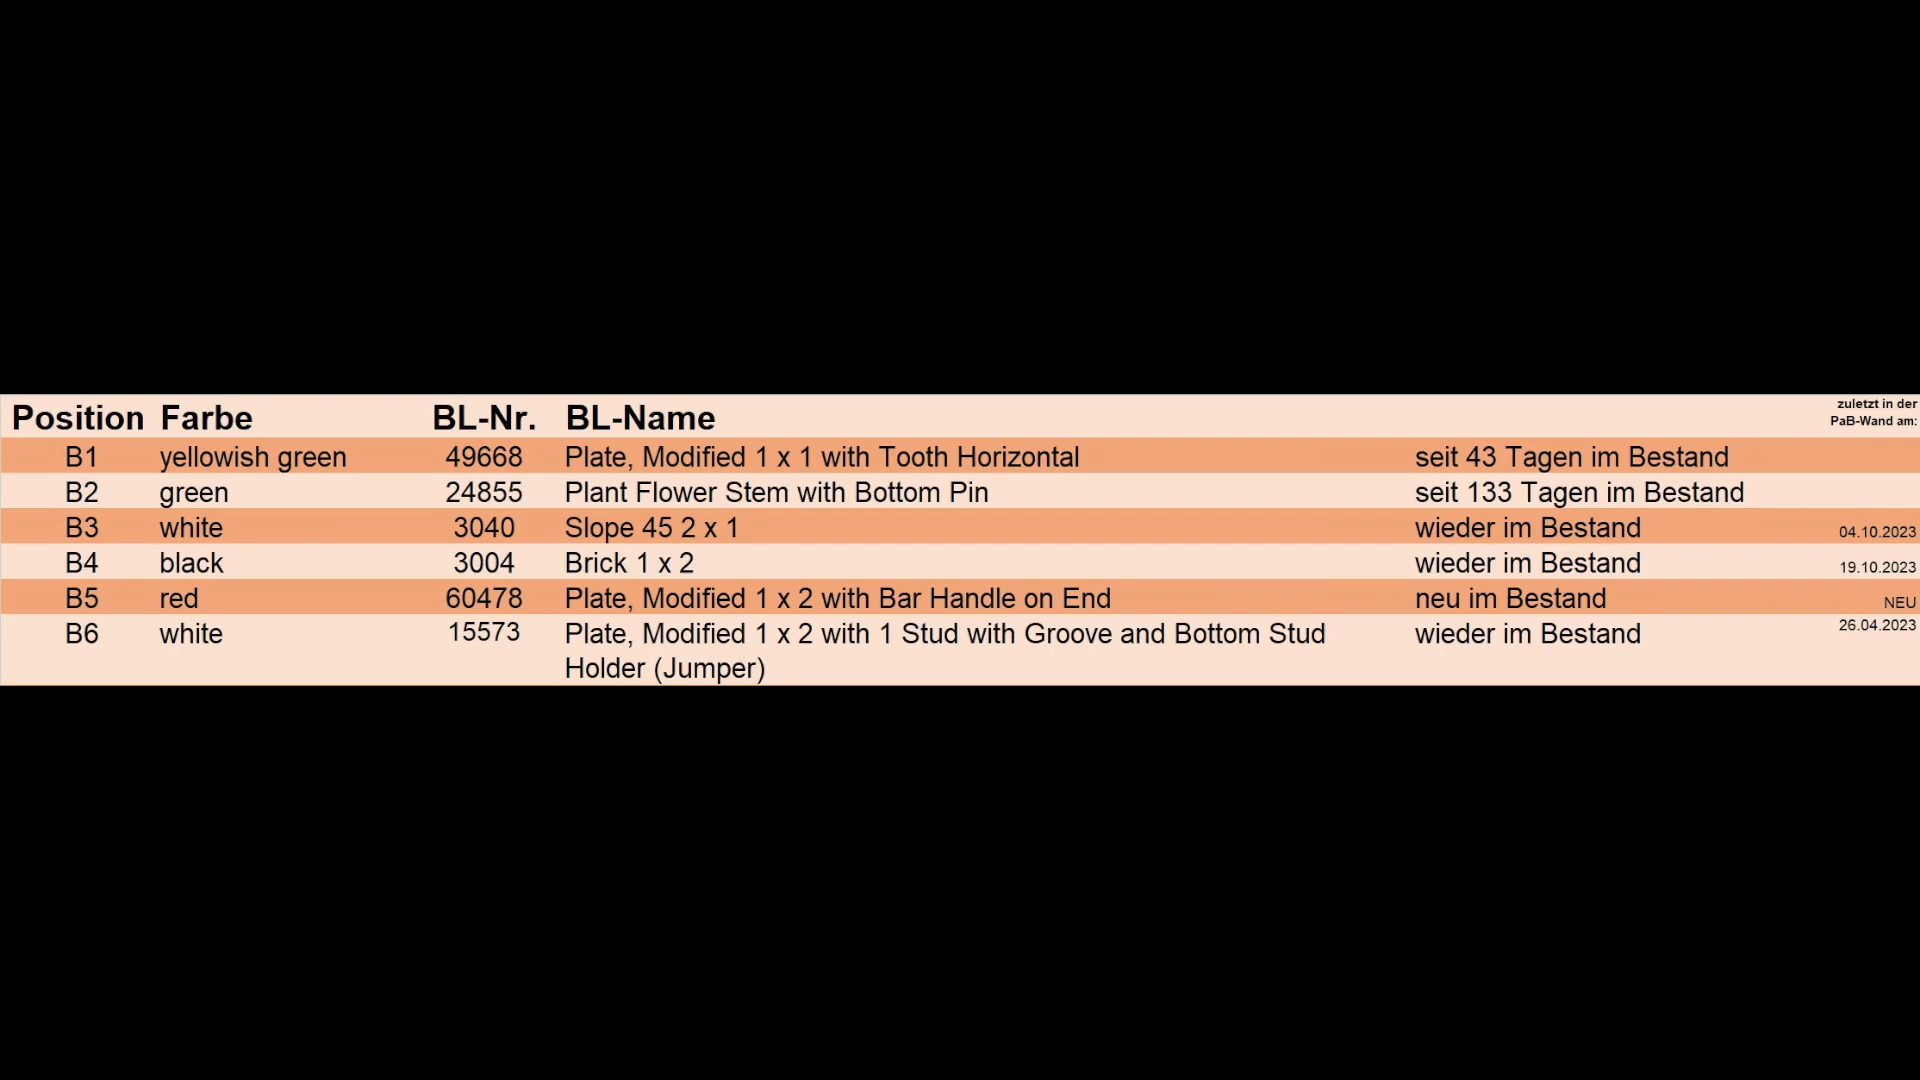 Position Farbe BL-Nr. BL-Name zuletzt in der
PaB-Wand am:
B1 yellowish green 49668 Plate, Modified 1 x 1 with Tooth Horizontal seit 43 Tagen im Bestand
B2 green 24855 Plant Flower Stem with Bottom Pin seit 133 Tagen im Bestand
B3 white 3040 Slope 45 2 x 1 wieder im Bestand 04.10.2023
B4 black 3004 Brick 1 x 2 wieder im Bestand 19.10.2023
B5 red 60478 Plate, Modified 1 x 2 with Bar Handle on End neu im Bestand NEU
B6 white 15573 Plate, Modified 1 x 2 with 1 Stud with Groove and Bottom Stud wieder im Bestand 26.04.2023
Holder (Jumper)